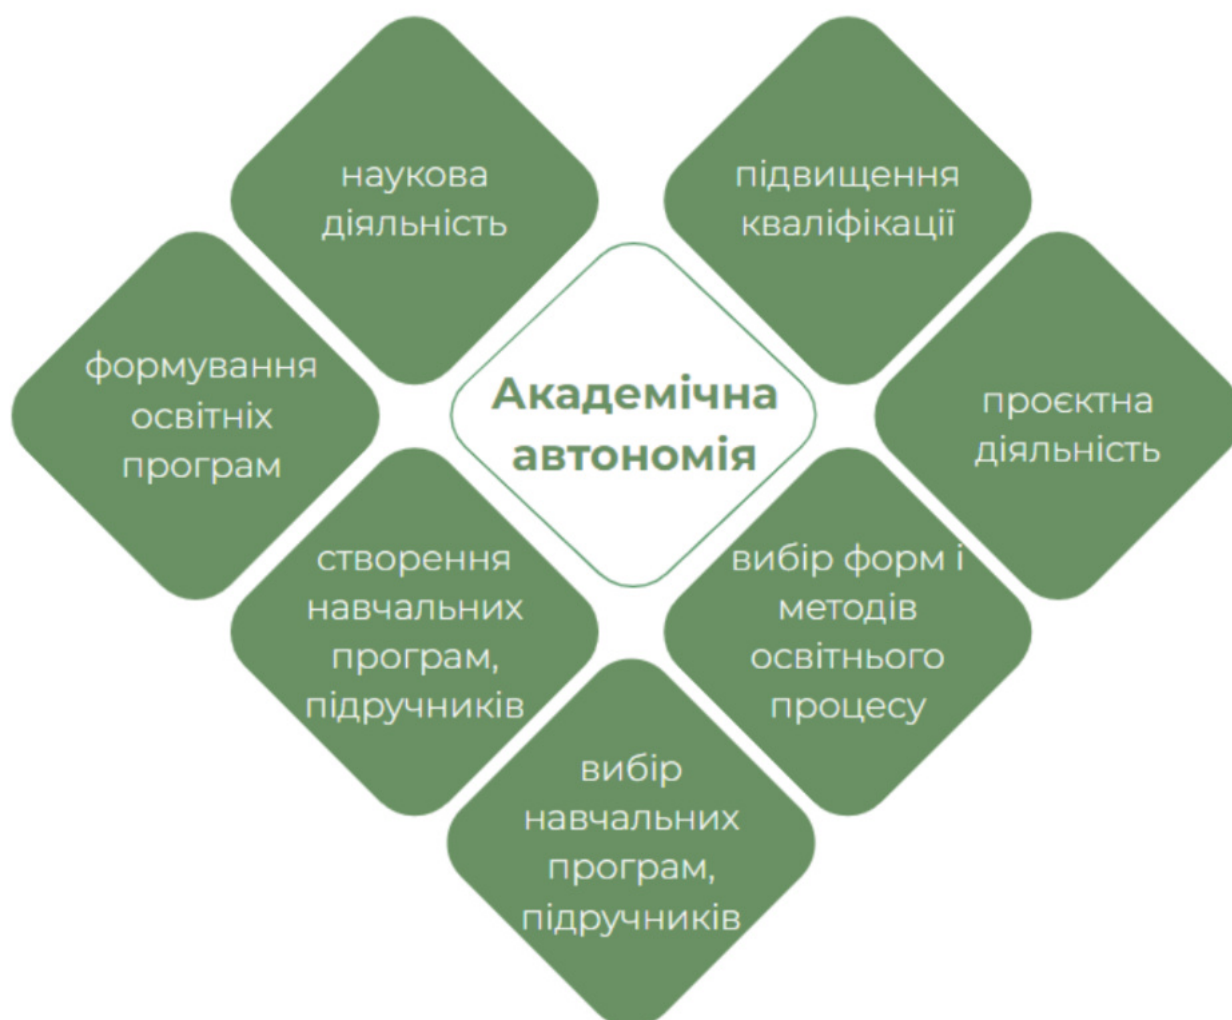 наукова
діяльність
підвищення
кваліфікації
формування
освітніх
програм
Академічна
автономія
проєктна
діяльність
створення
навчальних
програм,
підручників
вибір форм і
методів
освітнього
процесу
вибір
навчальних
програм,
підручників